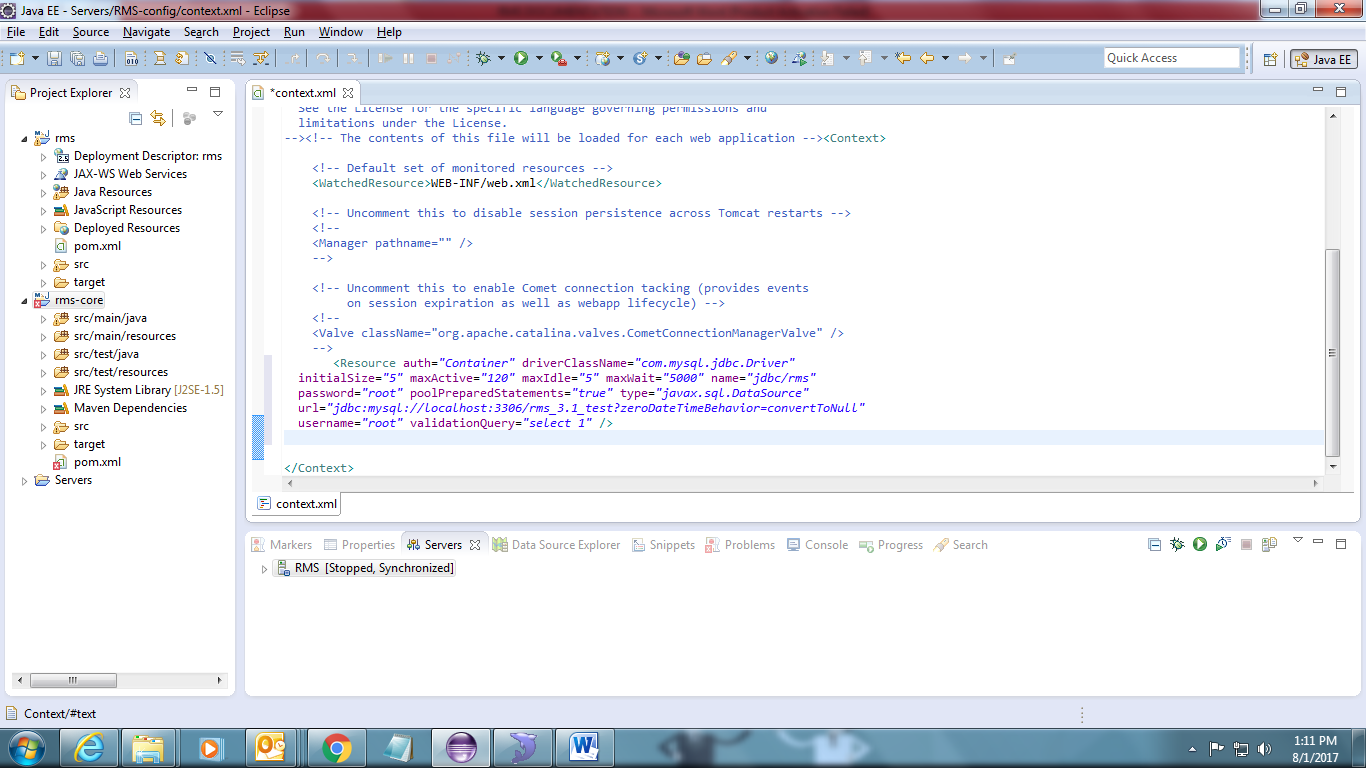 Java EE - Servers/RMS-config/context.xml - Eclipse
File Edit Source Navigate Search Project Run Window Help
Quick Access
Java EE
Project Explorer
rms
Deployment Descriptor: rms
JAX-WS Web Services
Java Resources
JavaScript Resources
Deployed Resources
pom.xml
src
target
rms-core
src/main/java
src/main/resources
src/test/java
src/test/resources
JRE System Library [J2SE-1.5]
Maven Dependencies
src
target
pom.xml
Servers
*context.xml
See the License for the specific language governing permissions and
limitations under the License.
--><!-- The contents of this file will be loaded for each web application --><Context>
<!-- Default set of monitored resources -->
<WatchedResource>WEB-INF/web.xml</WatchedResource>
<!-- Uncomment this to disable session persistence across Tomcat restarts -->
<!--
<Manager pathname="" />
-->
<!-- Uncomment this to enable Comet connection tacking (provides events
on session expiration as well as webapp lifecycle) -->
<!--
<Valve className="org.apache.catalina.valves.CometConnectionManagerValve" />
-->
<Resource auth="Container" driverClassName="com.mysql.jdbc.Driver"
initialSize="5" maxActive="120" maxIdle="5" maxWait="5000" name="jdbc/rms"
password="root" poolPreparedStatements="true" type="javax.sql.DataSource"
url="jdbc:mysql://localhost:3306/rms_3.1_test?zeroDateTimeBehavior=convertToNull"
username="root" validationQuery="select 1" />
</Context>
context.xml
Markers Properties Servers Data Source Explorer Snippets Problems Console Progress Search
RMS [Stopped, Synchronized]
Context/#text
1:11 PM
8/1/2017